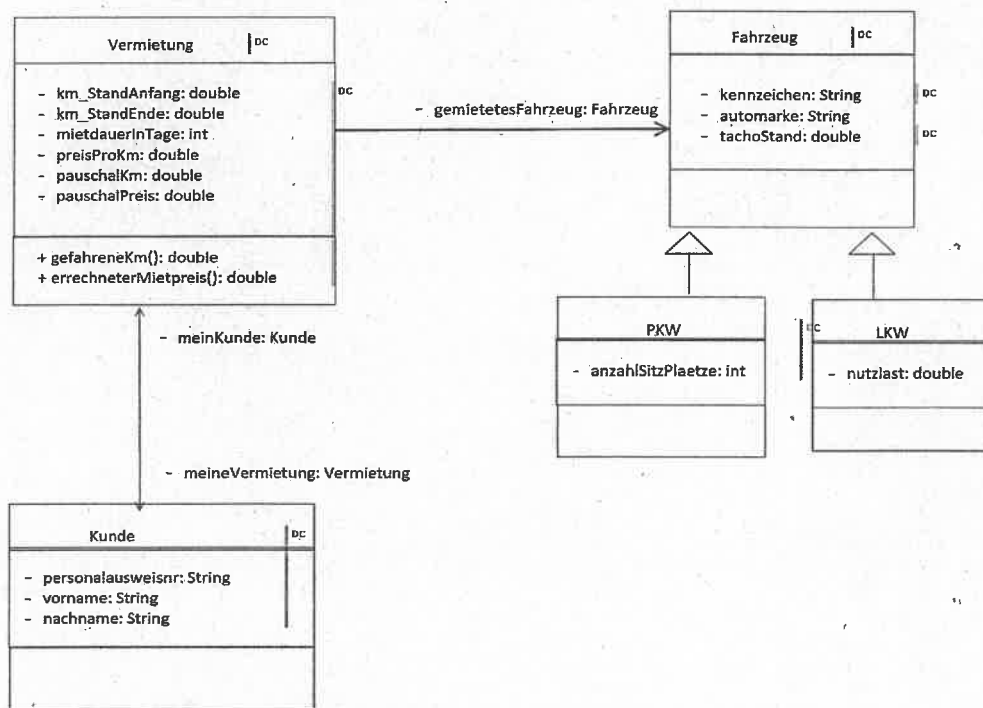 Vermietung DC
- km_StandAnfang: double DC
- km_StandEnde: double
- mietdauerInTage: int
- preisProKm: double
- pauschalKm: double
- pauschalPreis: double
+ gefahreneKm(): double
+ errechneterMietpreis(): double
- gemietetesFahrzeug: Fahrzeug
Fahrzeug DC
- kennzeichen: String DC
- automarke: String
- tachoStand: double DC
PKW
- anzahlSitzPlaetze: int
DC
LKW
- nutzlast: double
- meinKunde: Kunde
- meineVermietung: Vermietung
Kunde DC
- personalausweisnr: String
- vorname: String
- nachname: String